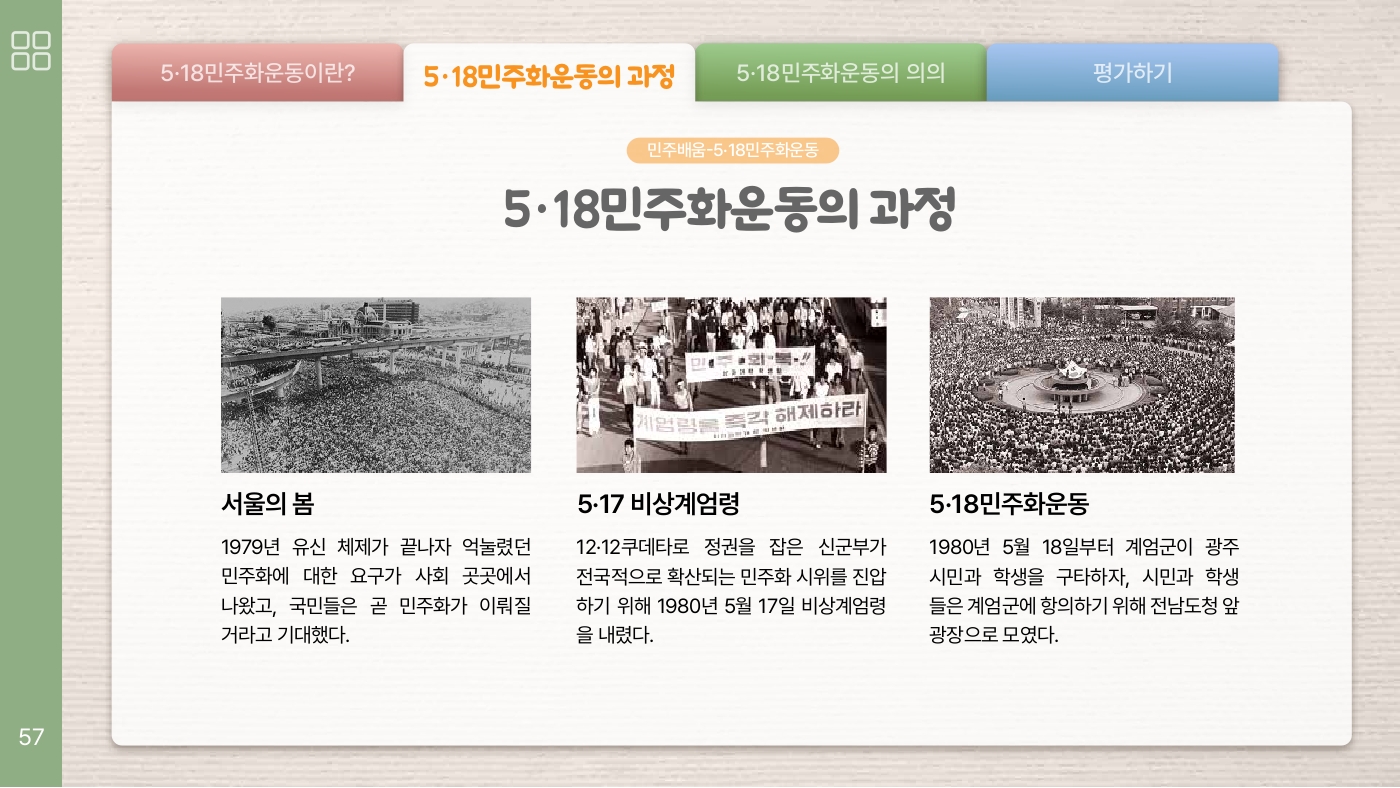 5·18민주화운동이란?
5·18민주화운동의 과정
5·18민주화운동의 의의
평가하기
민주배움-5·18민주화운동
5·18민주화운동의 과정
민주회복!!
계엄령을 즉각 해제하라
서울의 봄
1979년 유신 체제가 끝나자 억눌렸던
민주화에 대한 요구가 사회 곳곳에서
나왔고, 국민들은 곧 민주화가 이뤄질
거라고 기대했다.
5·17 비상계엄령
12·12쿠데타로 정권을 잡은 신군부가
전국적으로 확산되는 민주화 시위를 진압
하기 위해 1980년 5월 17일 비상계엄령
을 내렸다.
5·18민주화운동
1980년 5월 18일부터 계엄군이 광주
시민과 학생을 구타하자, 시민과 학생
들은 계엄군에 항의하기 위해 전남도청 앞
광장으로 모였다.
57